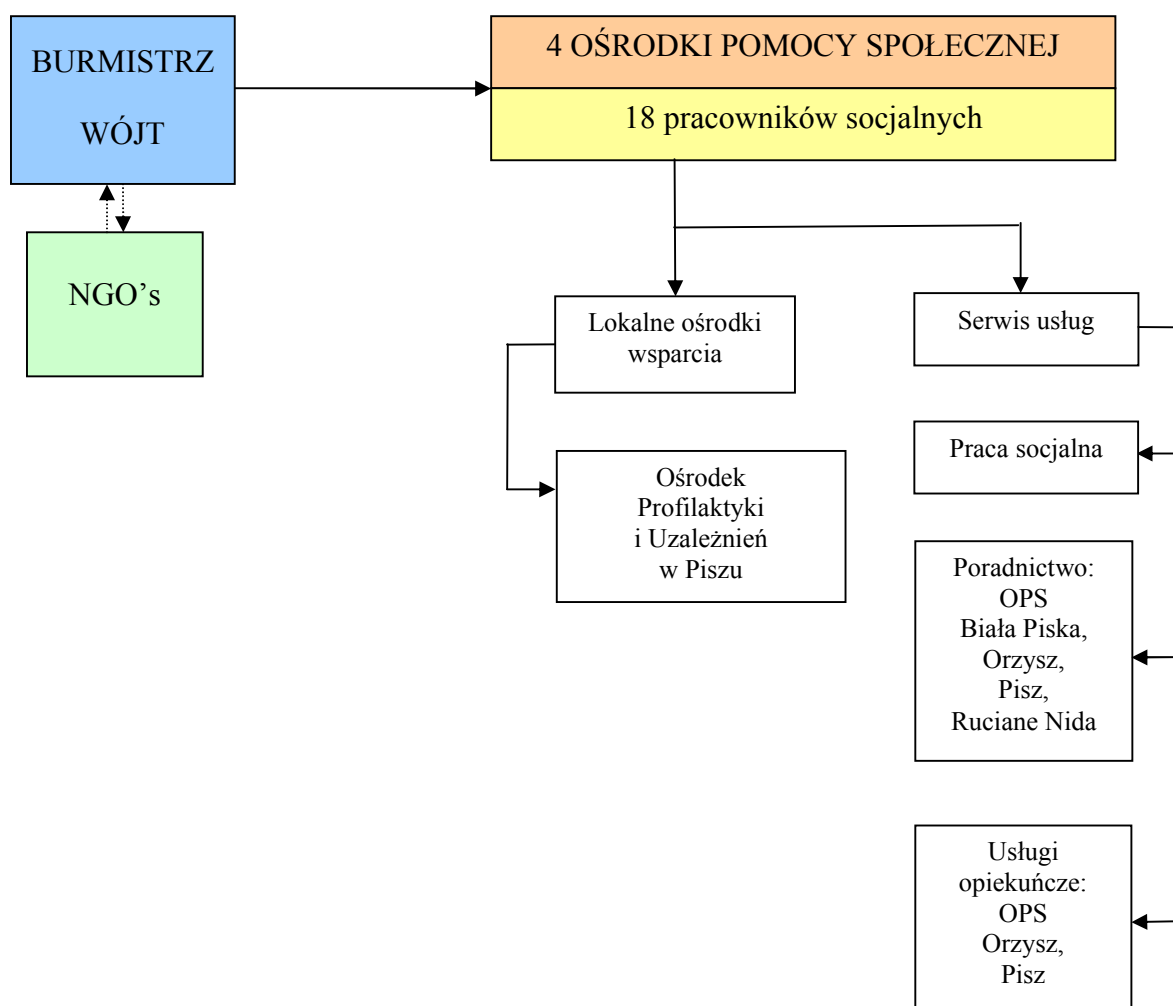 BURMISTRZ
WÓJT
4 OŚRODKI POMOCY SPOŁECZNEJ
18 pracowników socjalnych
NGO's
Lokalne ośrodki
wsparcia
Serwis usług
Ośrodek
Profilaktyki
i Uzależnień
w Piszu
Praca socjalna
Poradnictwo:
OPS
Biała Piska,
Orzysz,
Pisz,
Ruciane Nida
Usługi
opiekuńcze:
OPS
Orzysz,
Pisz